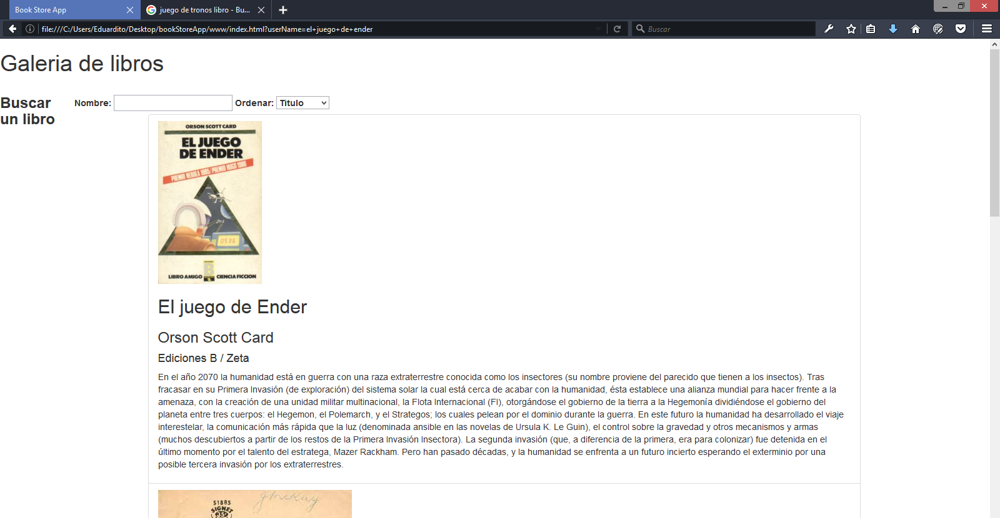 Book Store App
juego de tronos libro - Bu...
file:///C:/Users/Eduardito/Desktop/bookStoreApp/www/index.html?userName=el+juego+de+ender
Buscar
Galeria de libros
Buscar
un libro
Nombre:
Ordenar: Titulo
ORSON SCOTT CARD
EL JUEGO
DE ENDER
PREMIO NEBULA 1985/PREMIO HUGO 1986
0536
B
LIBRO AMIGO
CIENCIA FICCION
El juego de Ender
Orson Scott Card
Ediciones B / Zeta
En el año 2070 la humanidad está en guerra con una raza extraterrestre conocida como los insectores (su nombre proviene del parecido que tienen a los insectos). Tras
fracasar en su Primera Invasión (de exploración) del sistema solar la cual está cerca de acabar con la humanidad, ésta establece una alianza mundial para hacer frente a la
amenaza, con la creación de una unidad militar multinacional, la Flota Internacional (FI), otorgándose el gobierno de la tierra a la Hegemonía dividiéndose el gobierno del
planeta entre tres cuerpos: el Hegemon, el Polemarch, y el Strategos; los cuales pelean por el dominio durante la guerra. En este futuro la humanidad ha desarrollado el viaje
interestelar, la comunicación más rápida que la luz (denominada ansible en las novelas de Ursula K. Le Guin), el control sobre la gravedad y otros mecanismos y armas
(muchos descubiertos a partir de los restos de la Primera Invasión Insectora). La segunda invasión (que, a diferencia de la primera, era para colonizar) fue detenida en el
último momento por el talento del estratega, Mazer Rackham. Pero han pasado décadas, y la humanidad se enfrenta a un futuro incierto esperando el exterminio por una
posible tercera invasión por los extraterrestres.
S1885
SIGNET